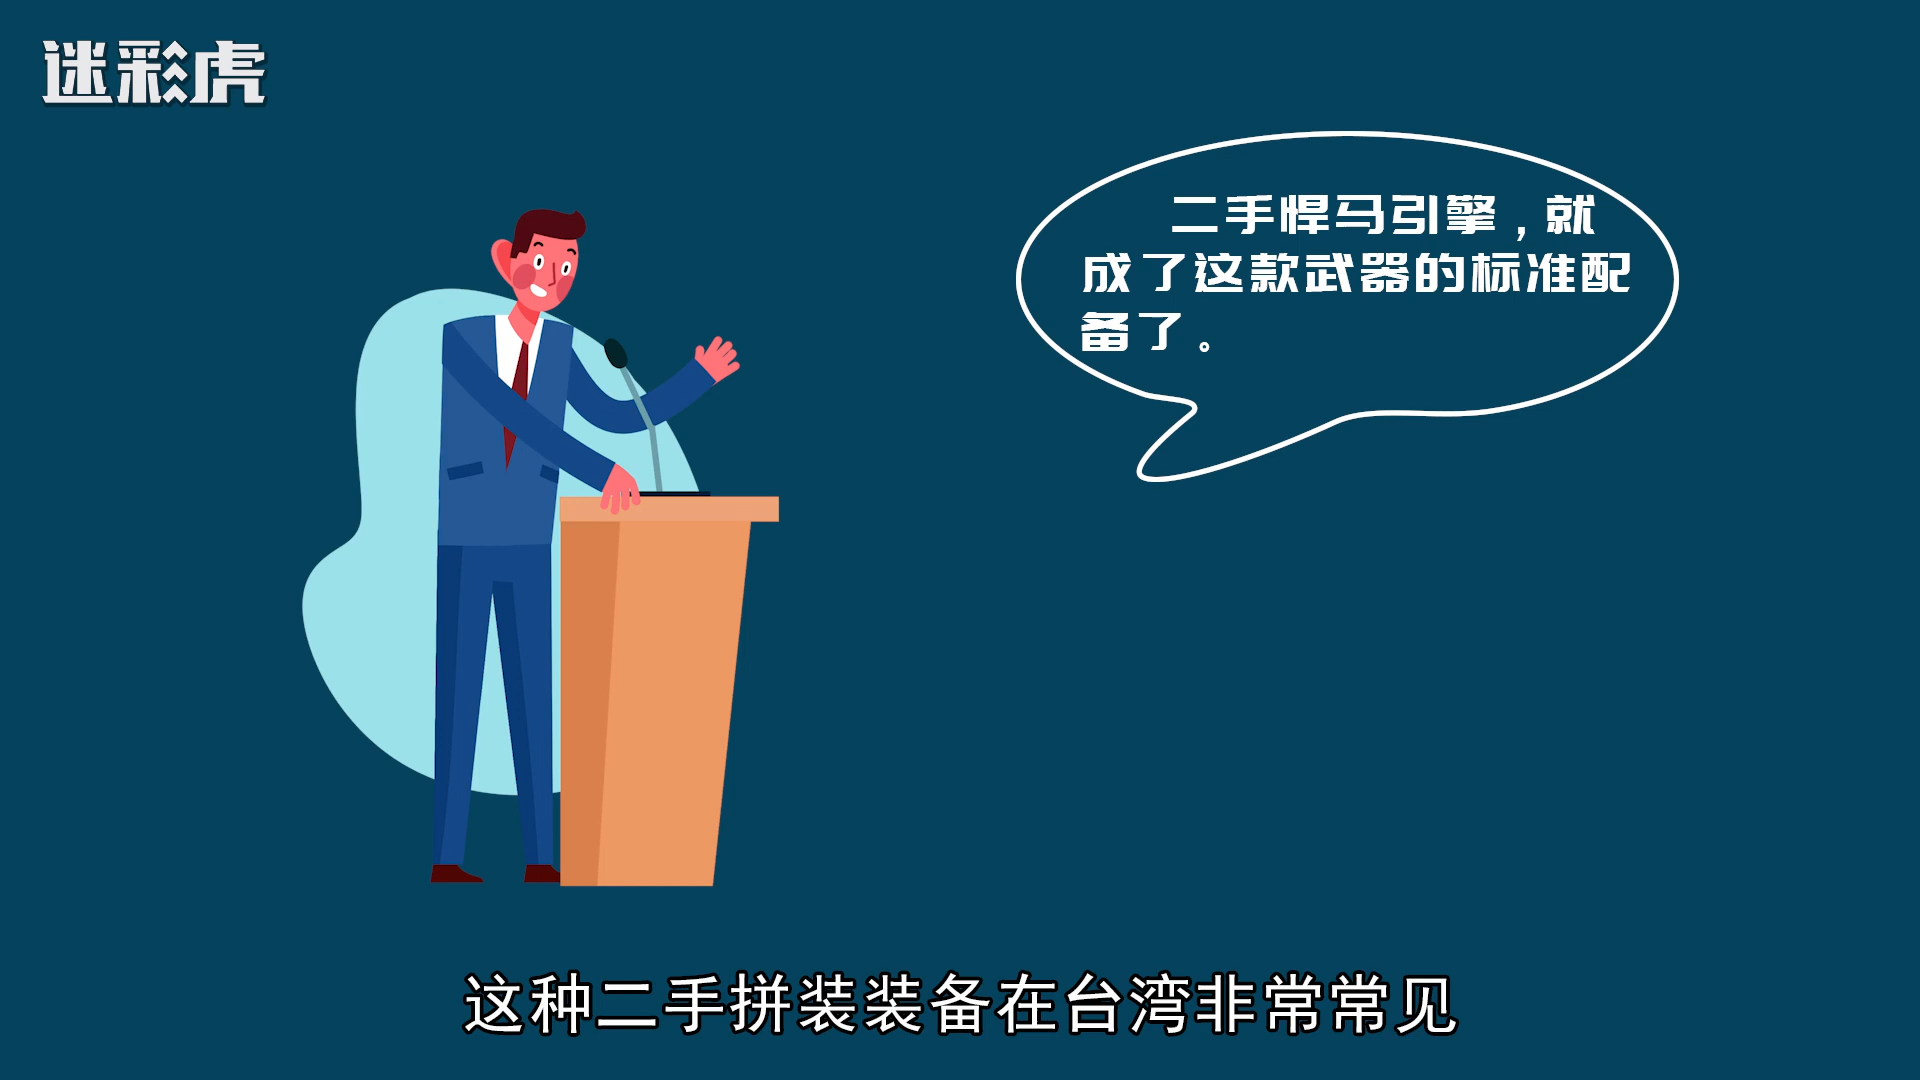 迷彩虎
二手悍马引擎，就
成了这款武器的标准配
备了。
这种二手拼装装备在台湾非常常见